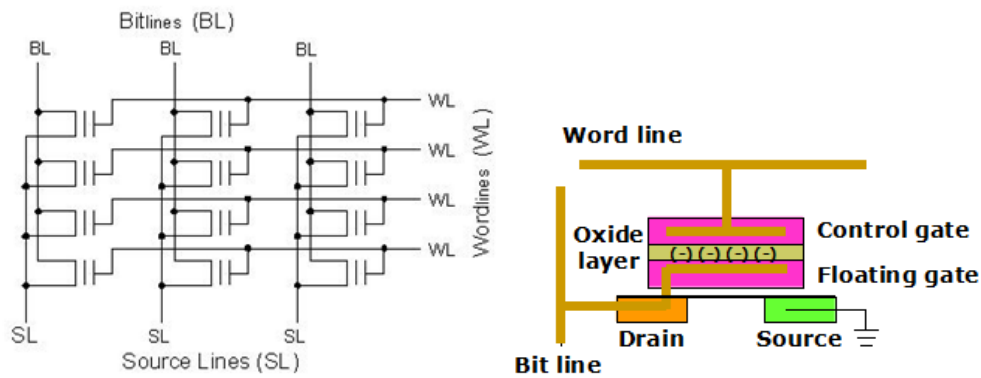 Bitlines (BL)
BL BL BL
WL
WL
WL
WL
Wordlines (WL)
SL SL SL
Source Lines (SL)
Word line
Oxide
layer
Control gate
(-) (-) (-) (-)
Floating gate
Drain
Source
Bit line